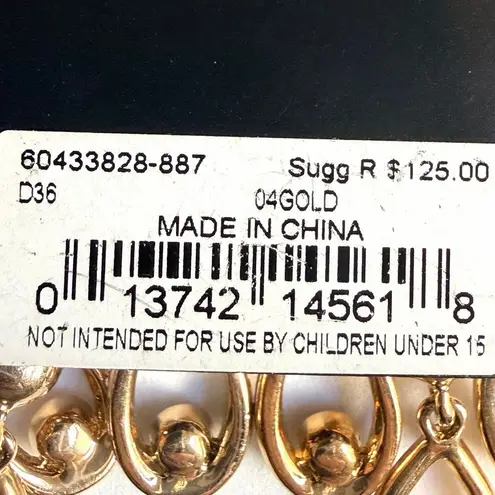 60433828-887 Sugg R $125.00
D36 04GOLD
MADE IN CHINA
0 13742 14561 8
NOT INTENDED FOR USE BY CHILDREN UNDER 15